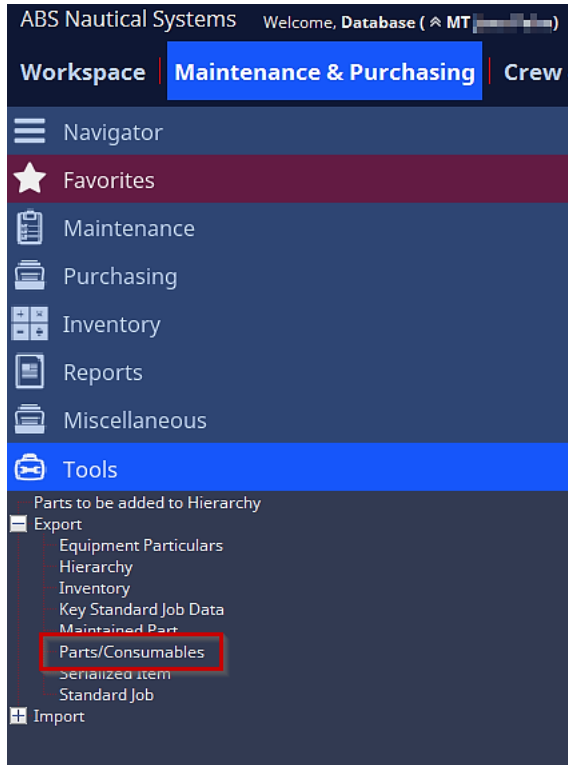 ABS Nautical Systems Welcome, Database ( ≪ MT )
Workspace Maintenance & Purchasing Crew
Navigator
Favorites
Maintenance
Purchasing
Inventory
Reports
Miscellaneous
Tools
Parts to be added to Hierarchy
Export
Equipment Particulars
Hierarchy
Inventory
Key Standard Job Data
Maintained Part
Parts/Consumables
Serialized Item
Standard Job
Import